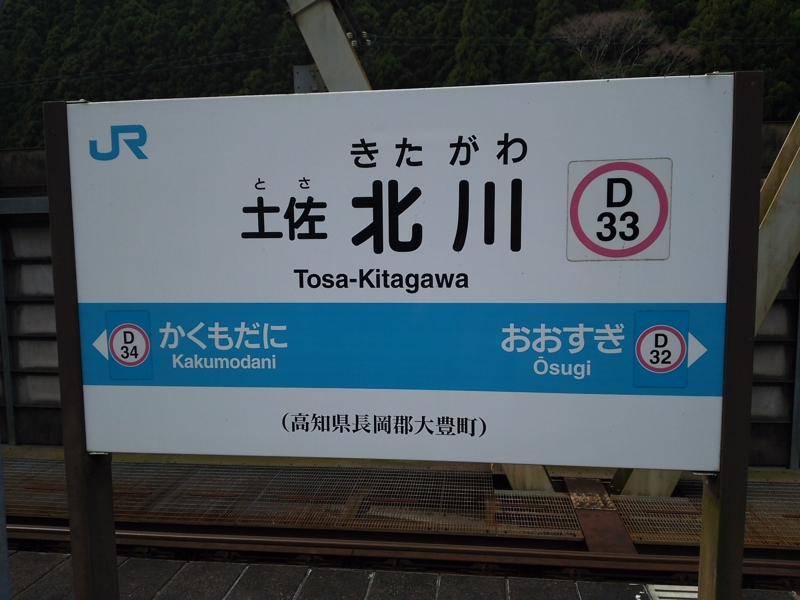 JR
きたがわ
とさ
土佐 北川
D
33
Tosa-Kitagawa
D
34
かくもだに
Kakumodani
おおすぎ
Ōsugi
D
32
(高知県長岡郡大豊町)